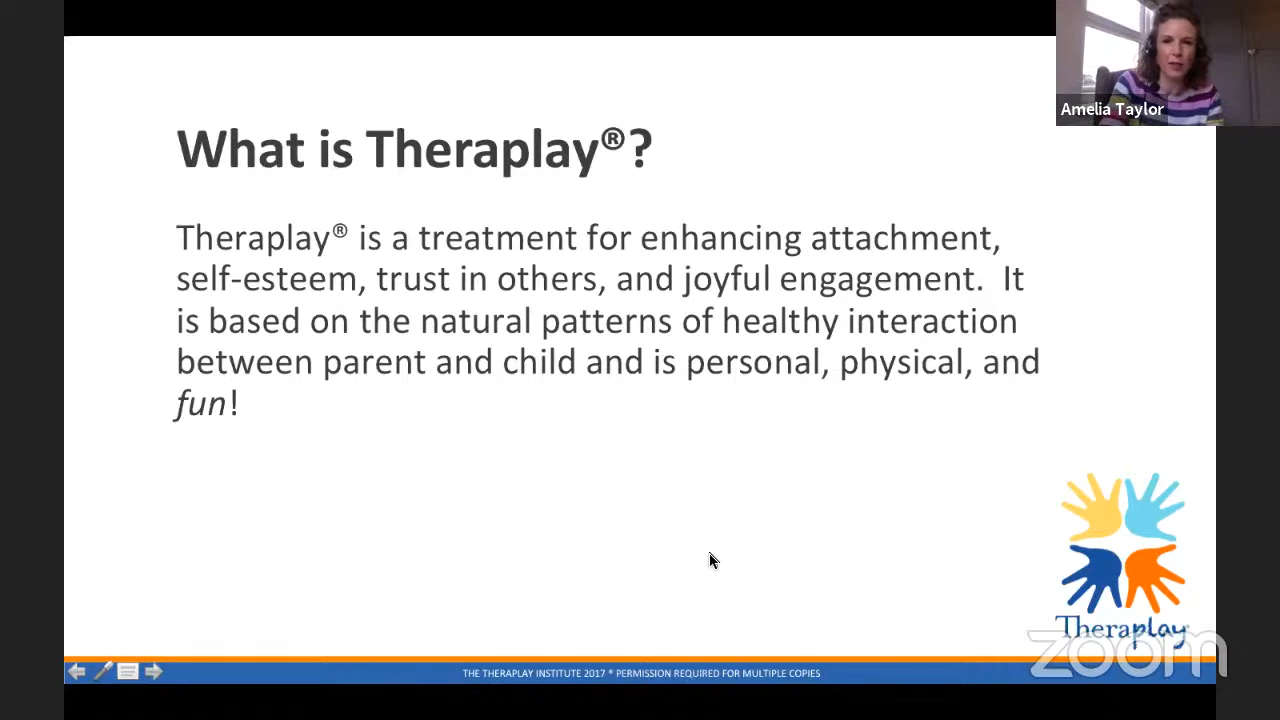 Amelia Taylor
What is Theraplay®?
Theraplay® is a treatment for enhancing attachment,
self-esteem, trust in others, and joyful engagement.  It
is based on the natural patterns of healthy interaction
between parent and child and is personal, physical, and
fun!
Theraplay
zoom
THE THERAPLAY INSTITUTE 2017 ® PERMISSION REQUIRED FOR MULTIPLE COPIES